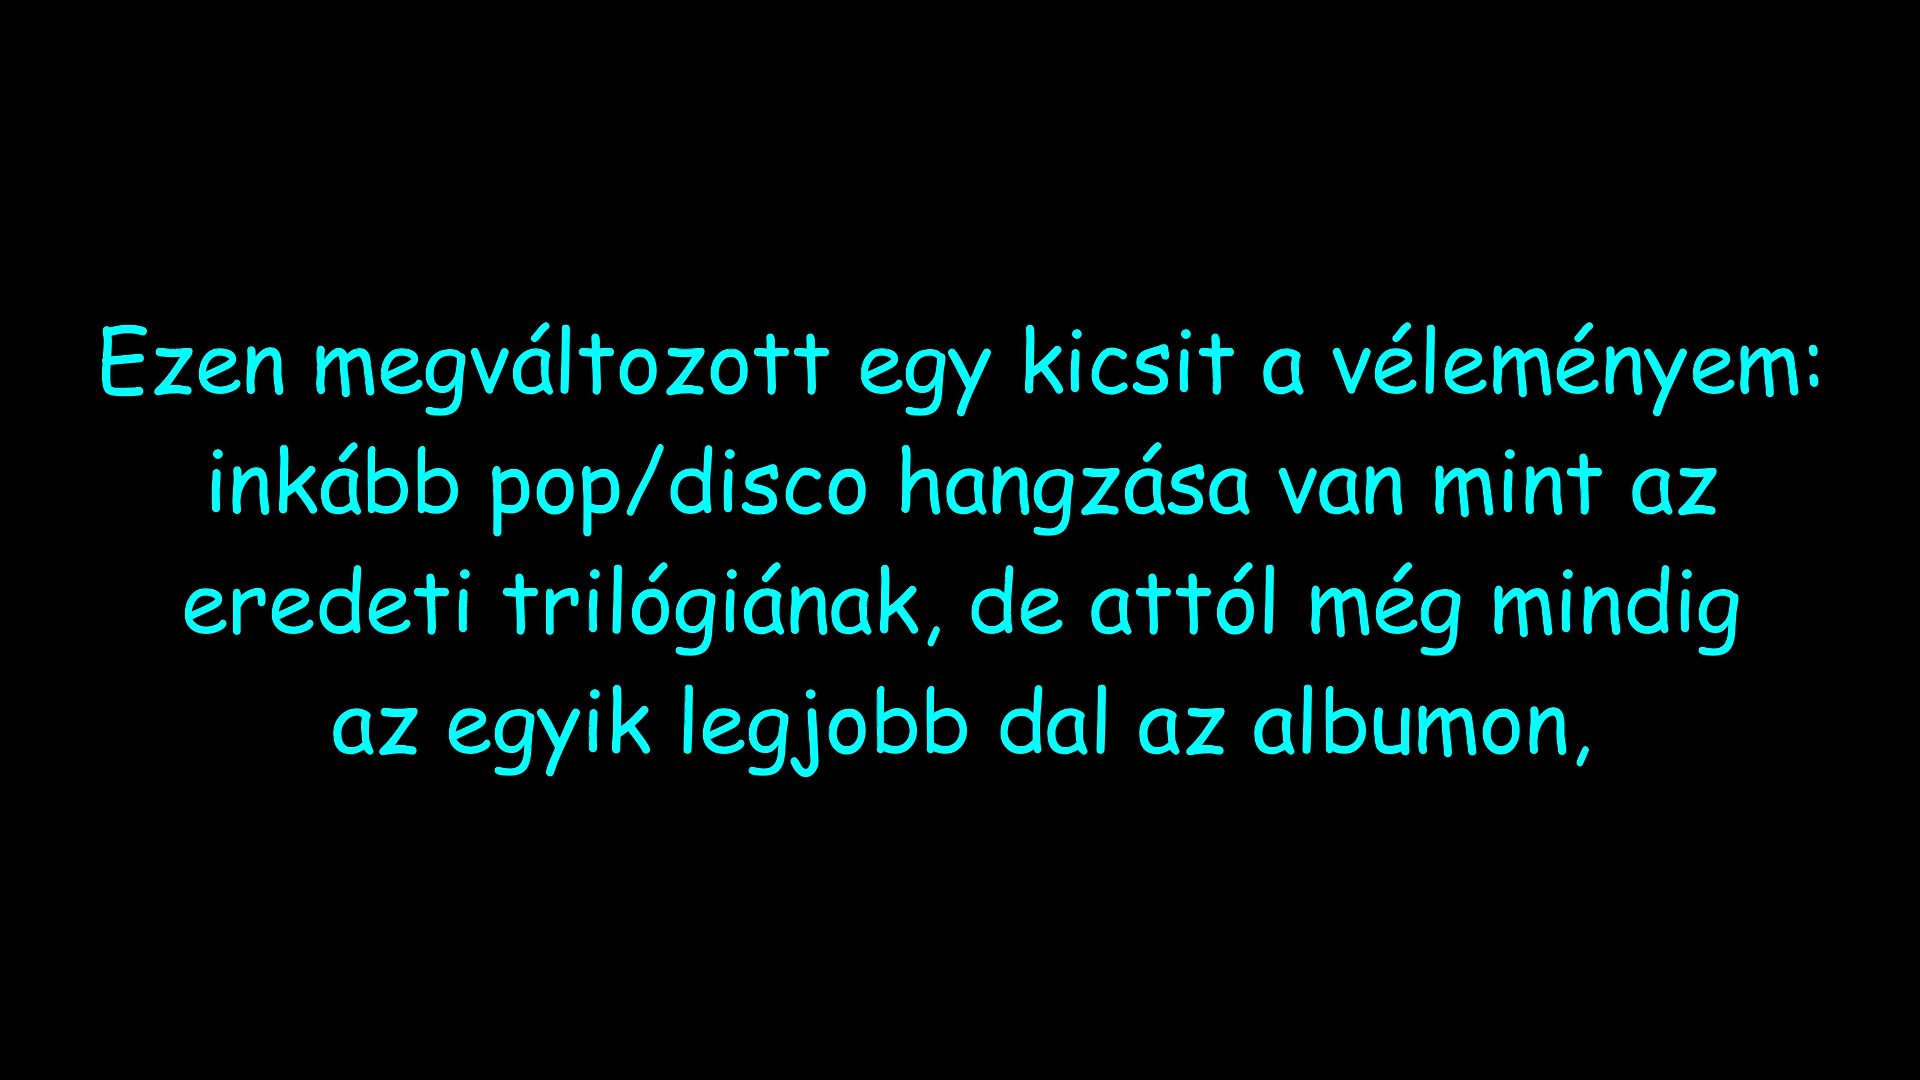 Ezen megváltozott egy kicsit a véleményem:
inkább pop/disco hangzása van mint az
eredeti trilógiának, de attól még mindig
az egyik legjobb dal az albumon,